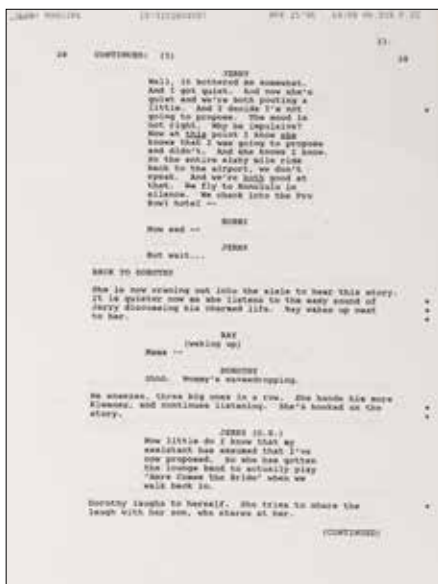 28 CONTINUED: (5) 28
JERRY
Well, it bothered me somewhat.
And I got quiet. And now she's
quiet and we're both pouting a
little. And I decide I'm not
going to propose. The mood is
not right. Why be impulsive?
Now at this point I know she
knows that I was going to propose
and didn't. And she knows I know.
So the entire sixty mile ride
back to the airport, we don't
speak. And we're both good at
that. We fly to Honolulu in
silence. We check into the Pro
Bowl hotel --
Now end --
JERRY
But wait...
BACK TO DOROTHY
She is now craning out into the aisle to hear this story.
It is quieter now as she listens to the easy sound of
Jerry discussing his charmed life. Ray wakes up next
to her.
RAY
(waking up)
Mama --
DOROTHY
Shhh. Mommy's eavesdropping.
He sneezes, three big ones in a row. She hands him more
Kleenex, and continues listening. She's hooked on the
story.
JERRY (O.S.)
Now little do I know that my
assistant has assumed that I've
now proposed. So she has gotten
the lounge band to actually play
'Here Comes the Bride' when we
walk back in.
Dorothy laughs to herself. She tries to share the
laugh with her son, who stares at her.
(CONTINUED)